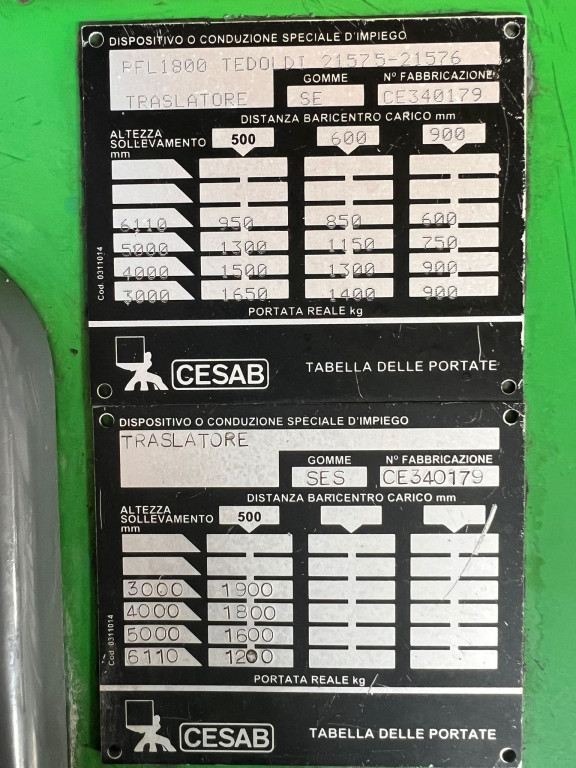 DISPOSITIVO O CONDUZIONE SPECIALE D'IMPIEGO
PFL1800 TEDOLDI 21575-21576
GOMME N° FABBRICAZIONE
TRASLATORE SE CE340179
DISTANZA BARICENTRO CARICO mm
ALTEZZA
SOLLEVAMENTO
mm
500 600 900
6110 950 850 600
5000 1300 1150 750
4000 1500 1300 900
3000 1650 1400 900
PORTATA REALE kg
Cod. 0311014
CESAB TABELLA DELLE PORTATE
DISPOSITIVO O CONDUZIONE SPECIALE D'IMPIEGO
TRASLATORE
GOMME N° FABBRICAZIONE
SES CE340179
DISTANZA BARICENTRO CARICO mm
ALTEZZA
SOLLEVAMENTO
mm
500
3000 1900
4000 1800
5000 1600
6110 1200
PORTATA REALE kg
Cod. 0311014
CESAB TABELLA DELLE PORTATE